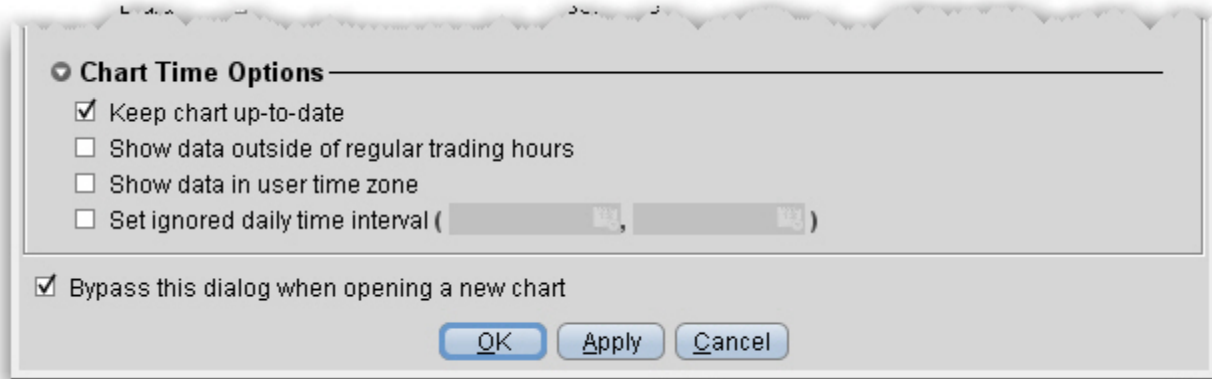 Chart Time Options
Keep chart up-to-date
Show data outside of regular trading hours
Show data in user time zone
Set ignored daily time interval ( , )
Bypass this dialog when opening a new chart
OK Apply Cancel